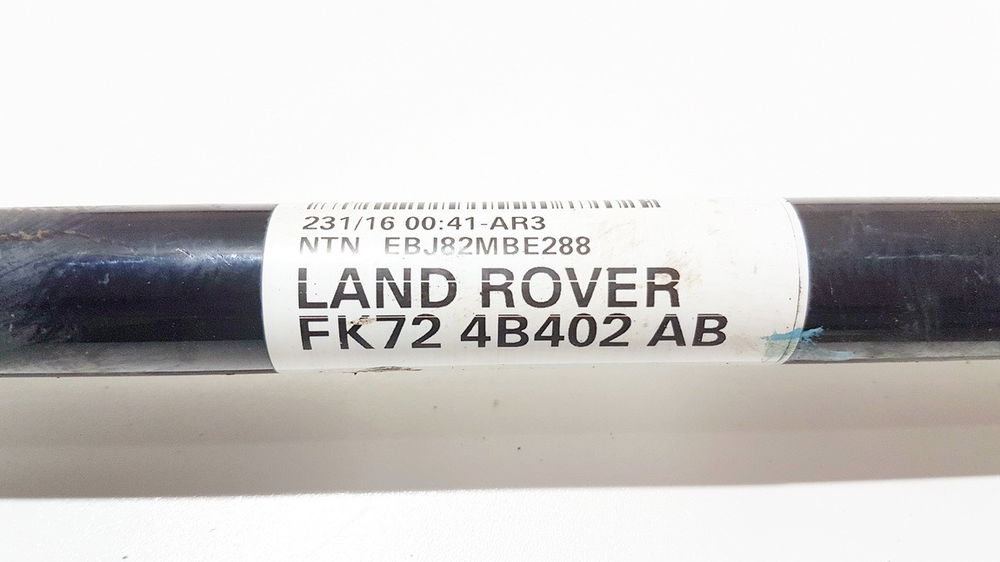 231/16 00:41-AR3
NTN EBJ82MBE288
LAND ROVER
FK72 4B402 AB